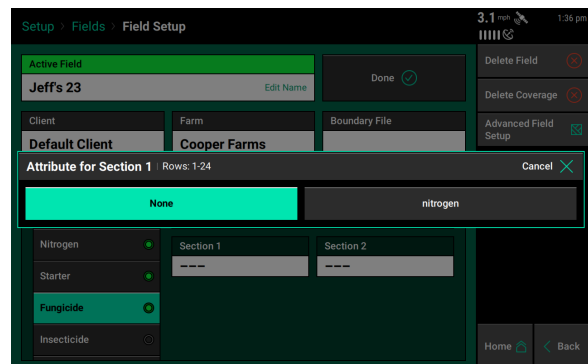 Setup > Fields > Field Setup
3.1 mph
1:36 pm
Active Field
Jeff's 23
Edit Name
Done
Delete Field
Delete Coverage
Advanced Field
Setup
Client
Default Client
Farm
Cooper Farms
Boundary File
Attribute for Section 1 | Rows: 1-24
Cancel
None
nitrogen
Nitrogen
Starter
Fungicide
Insecticide
Section 1
---
Section 2
---
Home
< Back